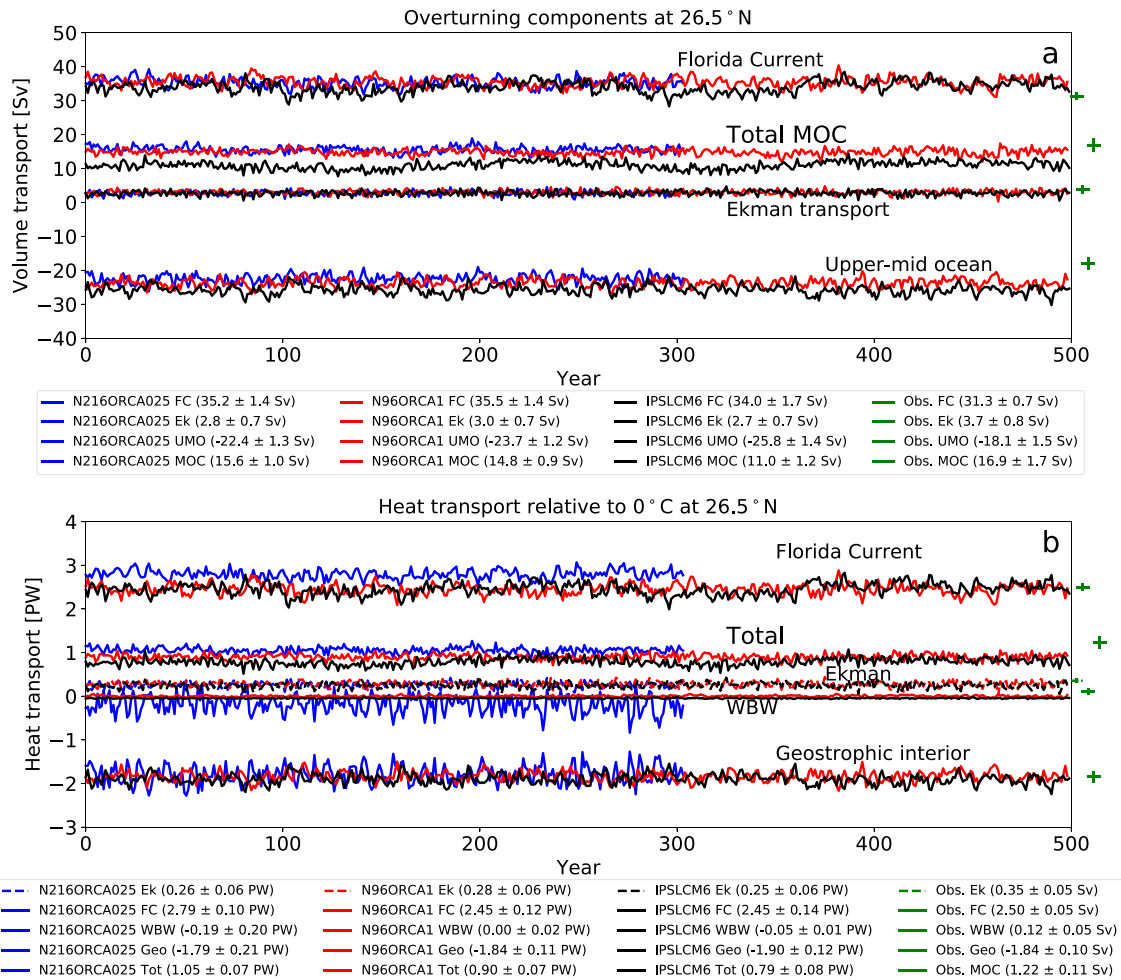 Overturning components at 26.5°N
a
50
40
30
20
10
0
−10
−20
−30
−40
Volume transport [Sv]
Florida Current
Total MOC
Ekman transport
Upper-mid ocean
0 100 200 300 400 500
Year
N216ORCA025 FC (35.2 ± 1.4 Sv) N96ORCA1 FC (35.5 ± 1.4 Sv) IPSLCM6 FC (34.0 ± 1.7 Sv) Obs. FC (31.3 ± 0.7 Sv)
N216ORCA025 Ek (2.8 ± 0.7 Sv) N96ORCA1 Ek (3.0 ± 0.7 Sv) IPSLCM6 Ek (2.7 ± 0.7 Sv) Obs. Ek (3.7 ± 0.8 Sv)
N216ORCA025 UMO (-22.4 ± 1.3 Sv) N96ORCA1 UMO (-23.7 ± 1.2 Sv) IPSLCM6 UMO (-25.8 ± 1.4 Sv) Obs. UMO (-18.1 ± 1.5 Sv)
N216ORCA025 MOC (15.6 ± 1.0 Sv) N96ORCA1 MOC (14.8 ± 0.9 Sv) IPSLCM6 MOC (11.0 ± 1.2 Sv) Obs. MOC (16.9 ± 1.7 Sv)
Heat transport relative to 0°C at 26.5°N
b
4
3
2
1
0
−1
−2
−3
Heat transport [PW]
Florida Current
Total
Ekman
WBW
Geostrophic interior
0 100 200 300 400 500
Year
N216ORCA025 Ek (0.26 ± 0.06 PW) N96ORCA1 Ek (0.28 ± 0.06 PW) IPSLCM6 Ek (0.25 ± 0.06 PW) Obs. Ek (0.35 ± 0.05 Sv)
N216ORCA025 FC (2.79 ± 0.10 PW) N96ORCA1 FC (2.45 ± 0.12 PW) IPSLCM6 FC (2.45 ± 0.14 PW) Obs. FC (2.50 ± 0.05 Sv)
N216ORCA025 WBW (-0.19 ± 0.20 PW) N96ORCA1 WBW (0.00 ± 0.02 PW) IPSLCM6 WBW (-0.05 ± 0.01 PW) Obs. WBW (0.12 ± 0.05 Sv)
N216ORCA025 Geo (-1.79 ± 0.21 PW) N96ORCA1 Geo (-1.84 ± 0.11 PW) IPSLCM6 Geo (-1.90 ± 0.12 PW) Obs. Geo (-1.84 ± 0.10 Sv)
N216ORCA025 Tot (1.05 ± 0.07 PW) N96ORCA1 Tot (0.90 ± 0.07 PW) IPSLCM6 Tot (0.79 ± 0.08 PW) Obs. MOC (1.22 ± 0.11 Sv)